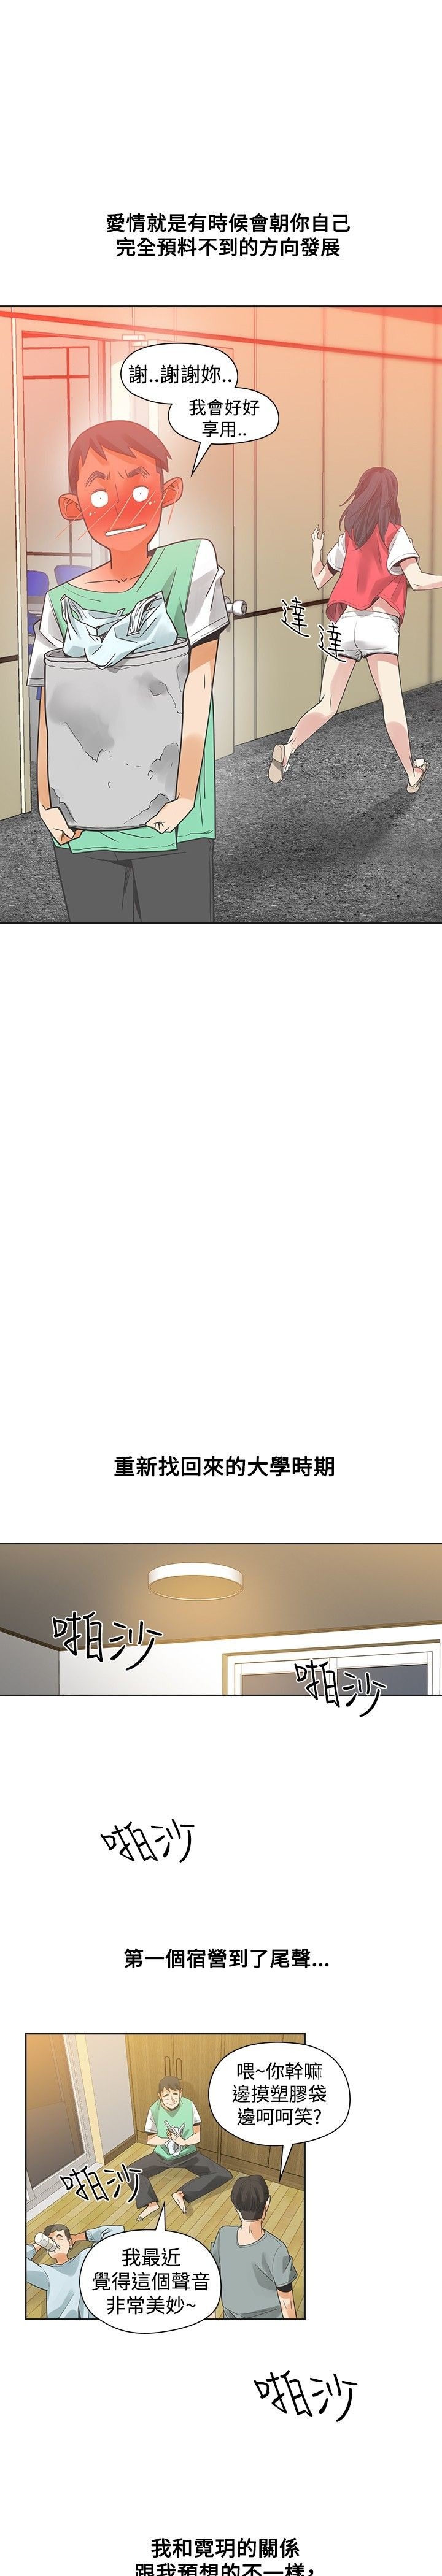 愛情就是有時候會朝你自己
完全預料不到的方向發展
謝..謝謝妳..
我會好好
享用..
達
達
重新找回來的大學時期
啪沙
啪沙
啪沙
第一個宿營到了尾聲...
喂~你幹嘛
邊摸塑膠袋
邊呵呵笑?
啪沙
我最近
覺得這個聲音
非常美妙~
啪沙
我和霓玥的關係
跟我預想的不一樣,